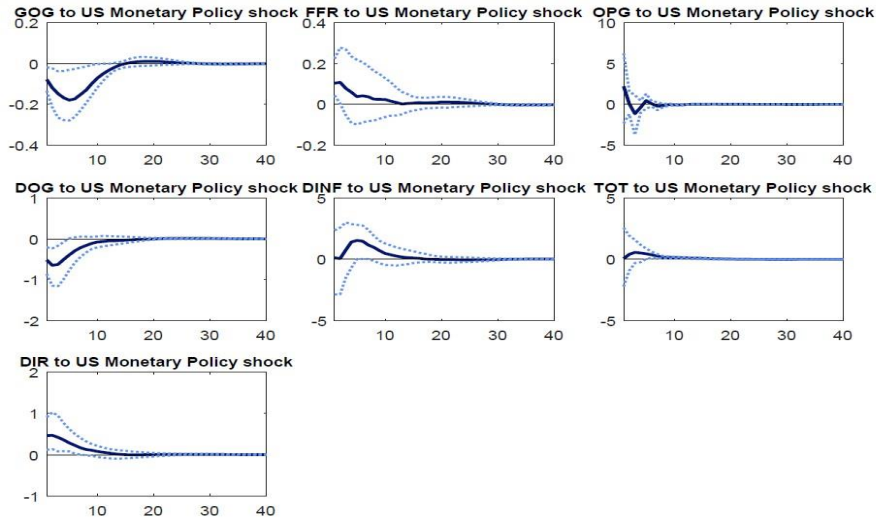 GOG to US Monetary Policy shock FFR to US Monetary Policy shock OPG to US Monetary Policy shock
0.2 0.4 10
0 0.2 5
-0.2 0 0
-0.4 0.2 -5
10 20 30 40 10 20 30 40 10 20 30 40
DOG to US Monetary Policy shock DINF to US Monetary Policy shock TOT to US Monetary Policy shock
1 5 5
0
-1 0 0
-2 -5 -5
10 20 30 40 10 20 30 40 10 20 30 40
DIR to US Monetary Policy shock
2
1
0
-1
10 20 30 40